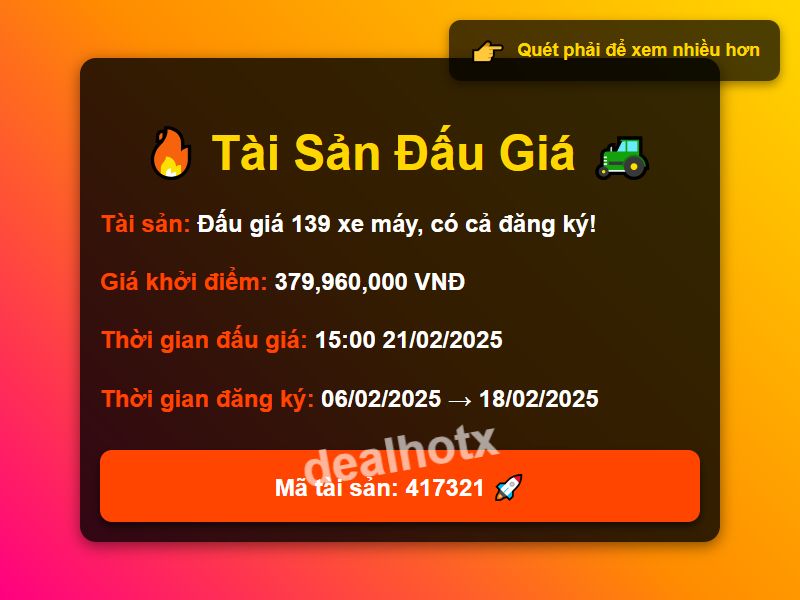 Quét phải để xem nhiều hơn
Tài Sản Đấu Giá
Tài sản: Đấu giá 139 xe máy, có cả đăng ký!
Giá khởi điểm: 379,960,000 VNĐ
Thời gian đấu giá: 15:00 21/02/2025
Thời gian đăng ký: 06/02/2025 → 18/02/2025
dealhotx
Mã tài sản: 417321